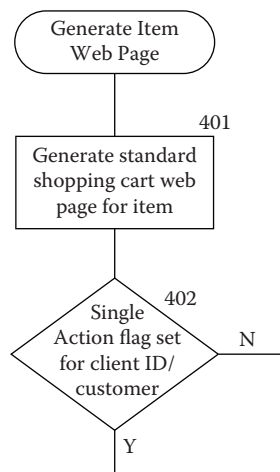 Generate Item
Web Page
401
Generate standard
shopping cart web
page for item
402
Single
Action flag set
for client ID/
customer
N
Y